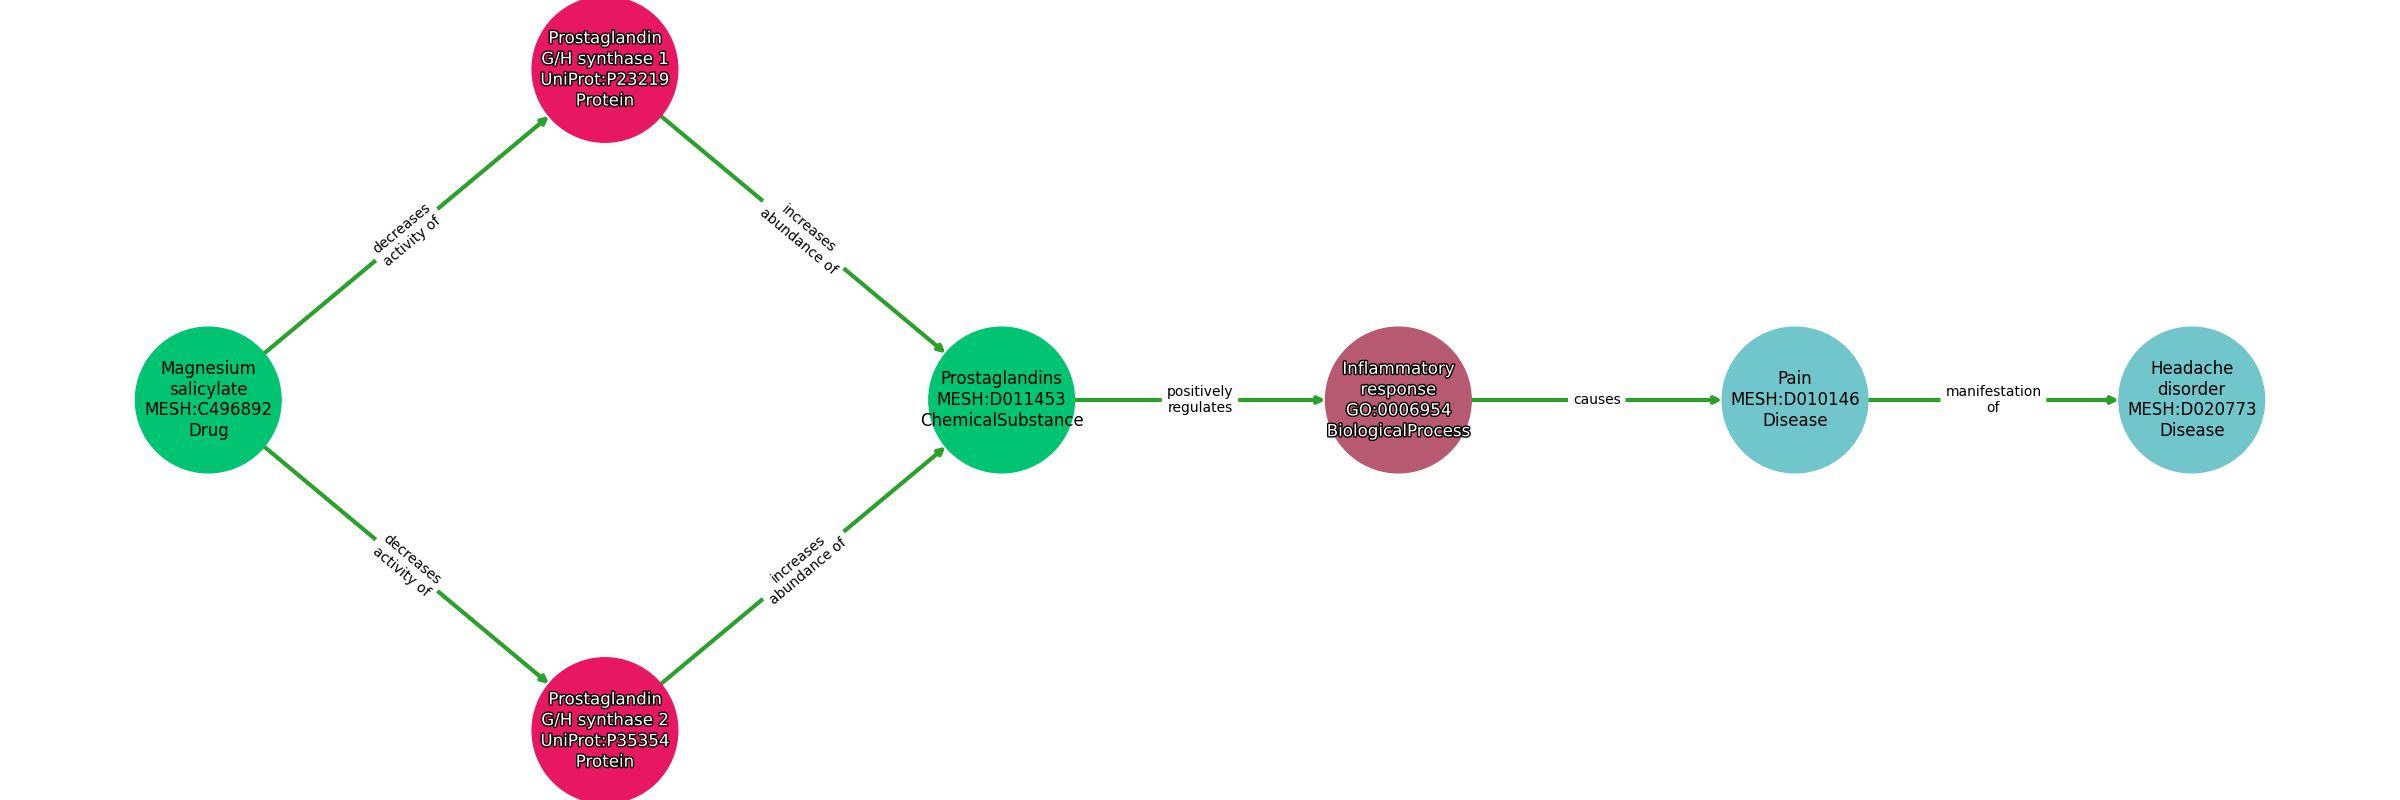 Prostaglandin
G/H synthase 1
UniProt:P23219
Protein
decreases
activity of
increases
abundance of
Magnesium
salicylate
MESH:C496892
Drug
Prostaglandins
MESH:D011453
ChemicalSubstance
positively
regulates
Inflammatory
response
GO:0006954
BiologicalProcess
causes
Pain
MESH:D010146
Disease
manifestation
of
Headache
disorder
MESH:D020773
Disease
decreases
activity of
increases
abundance of
Prostaglandin
G/H synthase 2
UniProt:P35354
Protein